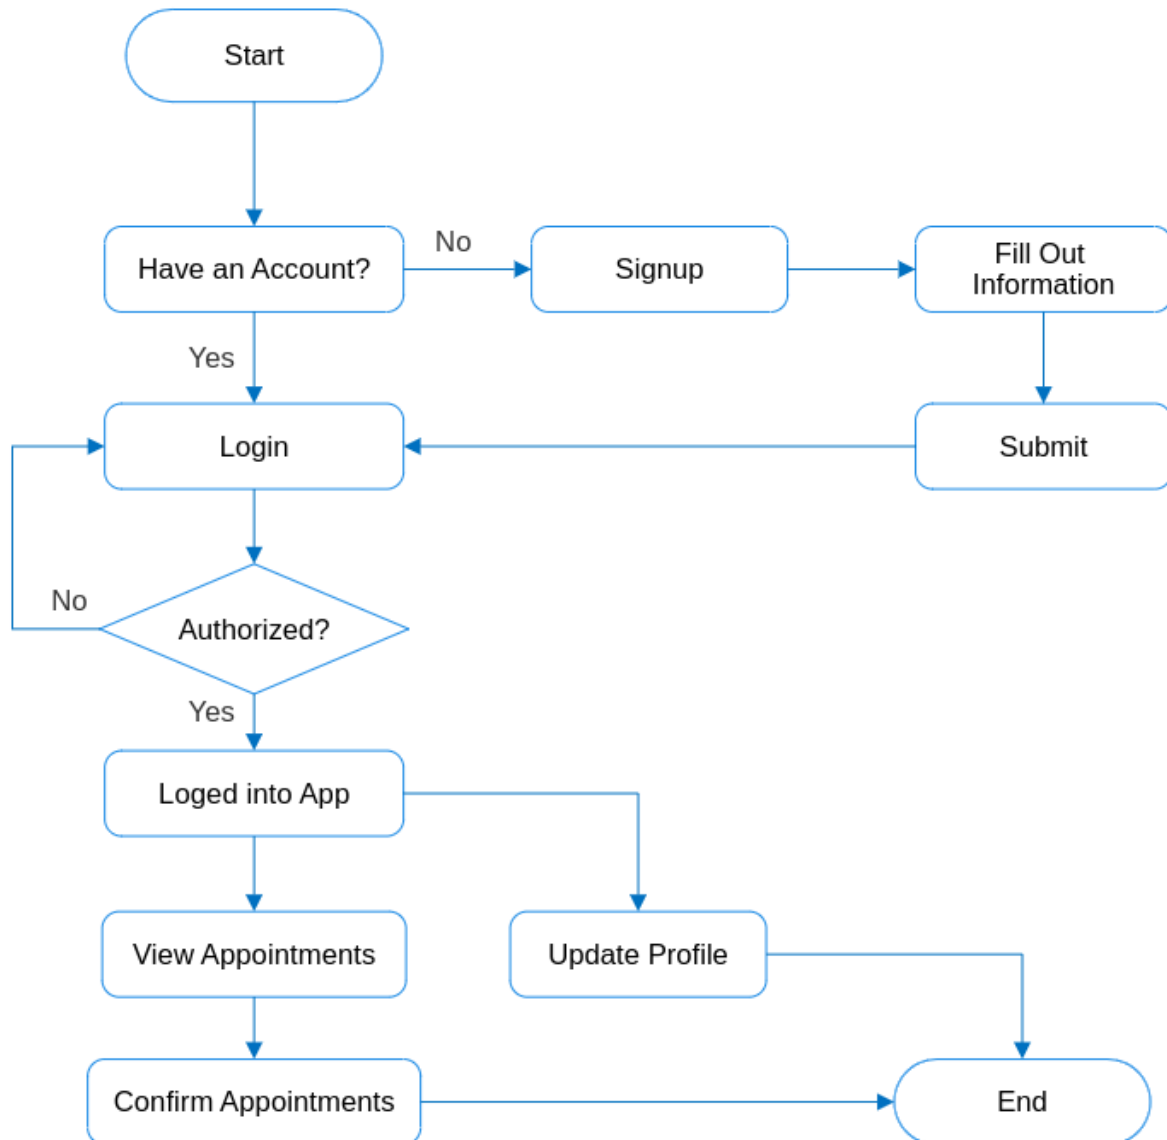 Start
Have an Account?
No
Signup
Fill Out
Information
Yes
Login
Submit
No
Authorized?
Yes
Loged into App
View Appointments
Update Profile
Confirm Appointments
End